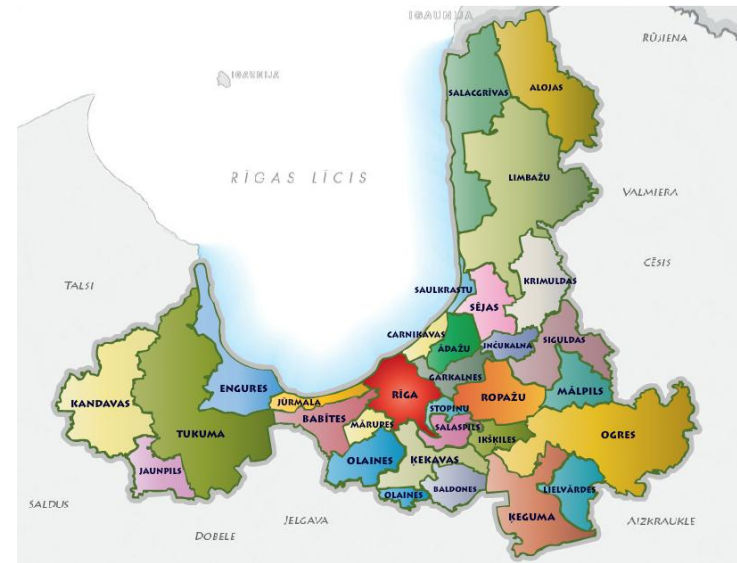 IGAUNIJA
RŪJIENA
IGAUNIJA
SALACGRĪVAS
ALOJAS
RĪGAS LĪCIS
LIMBAŽU
VALMIERA
CĒSIS
TALSI
KRIMULDAS
SAULKRASTU
SĒJAS
CARNIKAVAS
ĀDAŽU
INČUKALNA
SIGULDAS
GARKALNES
ENGURES
RĪGA
ROPAŽU
MĀLPILS
KANDAVAS
JŪRMALA
STOPIŅU
BABĪTES
MĀRUPES
SALASPILS
TUKUMA
IKŠĶILES
OGRES
OLAINES
ĶEKAVAS
JAUNPILS
OLAINES
BALDONES
LIELVĀRDES
SALDUS
JELGAVA
ĶEGUMA
AIZKRAUKLE
DOBELE